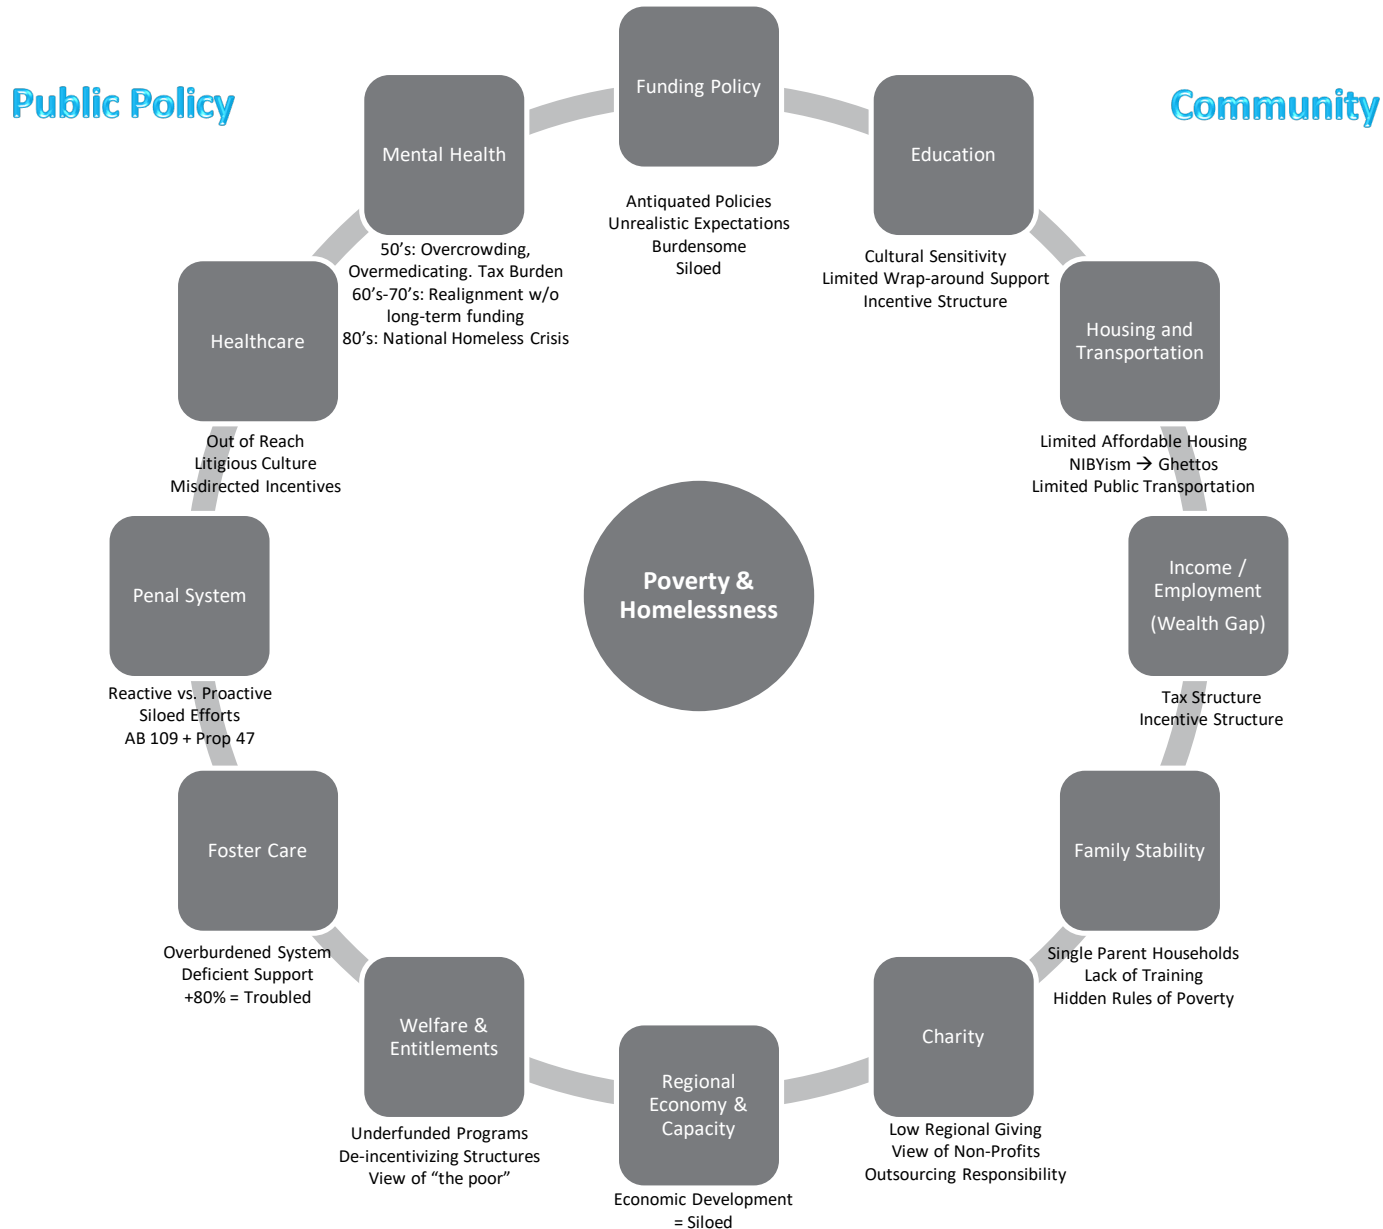 Public Policy
Community
Funding Policy
Antiquated Policies
Unrealistic Expectations
Burdensome
Siloed
Education
Cultural Sensitivity
Limited Wrap-around Support
Incentive Structure
Housing and
Transportation
Limited Affordable Housing
NIBYism → Ghettos
Limited Public Transportation
Income /
Employment
(Wealth Gap)
Tax Structure
Incentive Structure
Family Stability
Single Parent Households
Lack of Training
Hidden Rules of Poverty
Charity
Low Regional Giving
View of Non-Profits
Outsourcing Responsibility
Regional
Economy &
Capacity
Economic Development
= Siloed
Welfare &
Entitlements
Underfunded Programs
De-incentivizing Structures
View of “the poor”
Foster Care
Overburdened System
Deficient Support
+80% = Troubled
Penal System
Reactive vs. Proactive
Siloed Efforts
AB 109 + Prop 47
Healthcare
Out of Reach
Litigious Culture
Misdirected Incentives
Mental Health
50’s: Overcrowding,
Overmedicating. Tax Burden
60’s-70’s: Realignment w/o
long-term funding
80’s: National Homeless Crisis
Poverty &
Homelessness